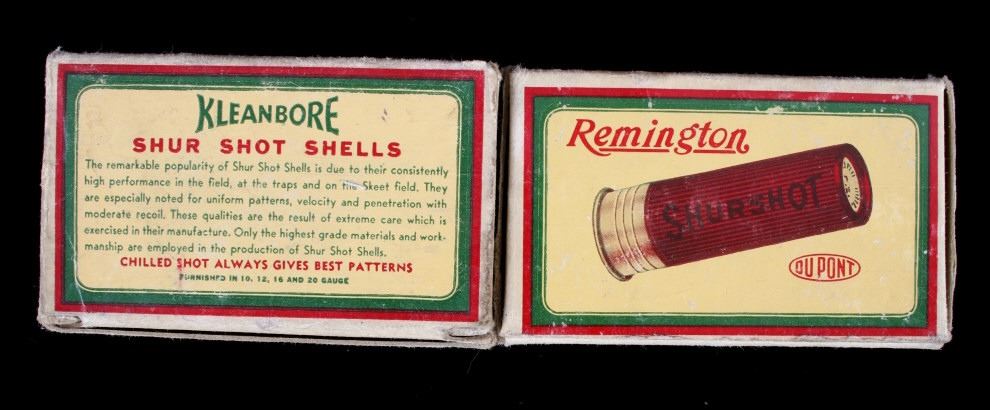 KLEANBORE
SHUR SHOT SHELLS
The remarkable popularity of Shur Shot Shells is due to their consistently
high performance in the field, at the traps and on the Skeet field. They
are especially noted for uniform patterns, velocity and penetration with
moderate recoil. These qualities are the result of extreme care which is
exercised in their manufacture. Only the highest grade materials and work-
manship are employed in the production of Shur Shot Shells.
CHILLED SHOT ALWAYS GIVES BEST PATTERNS
FURNISHED IN 10, 12, 16 AND 20 GAUGE
Remington
SHUR SHOT
DU PONT